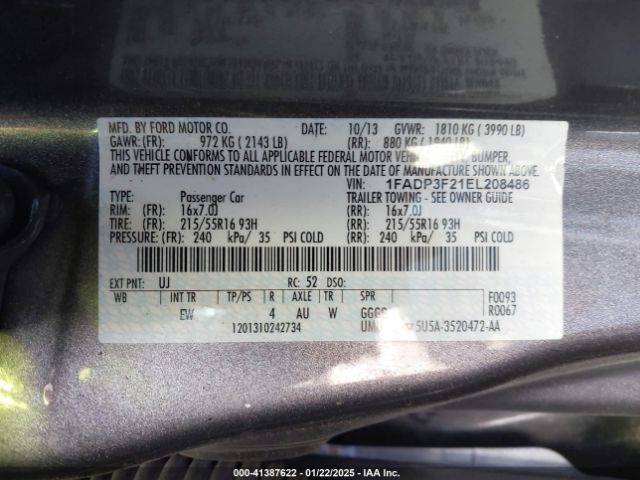 MFD. BY FORD MOTOR CO. DATE: 10/13 GVWR: 1810 KG ( 3990 LB)
GAWR: (FR): 972 KG ( 2143 LB) (RR): 880 KG ( 1940 LB)
THIS VEHICLE CONFORMS TO ALL APPLICABLE FEDERAL MOTOR VEHICLE SAFETY, BUMPER,
AND THEFT PREVENTION STANDARDS IN EFFECT ON THE DATE OF MANUFACTURE SHOWN ABOVE.
VIN: 1FADP3F21EL208486
TYPE: Passenger Car TRAILER TOWING - SEE OWNER GUIDE
RIM: (FR): 16x7.0J (RR): 16x7.0J
TIRE: (FR): 215/55R16 93H (RR): 215/55R16 93H
PRESSURE: (FR): 240 kPa/ 35 PSI COLD (RR): 240 kPa/ 35 PSI COLD
EXT PNT: UJ RC: 52 DSO:
WB INT TR TP/PS R AXLE TR SPR F0093
EW 4 AU W GGGG R0067
1201310242734 5U5A-3520472-AA
000-41387622 - 01/22/2025 - IAA Inc.